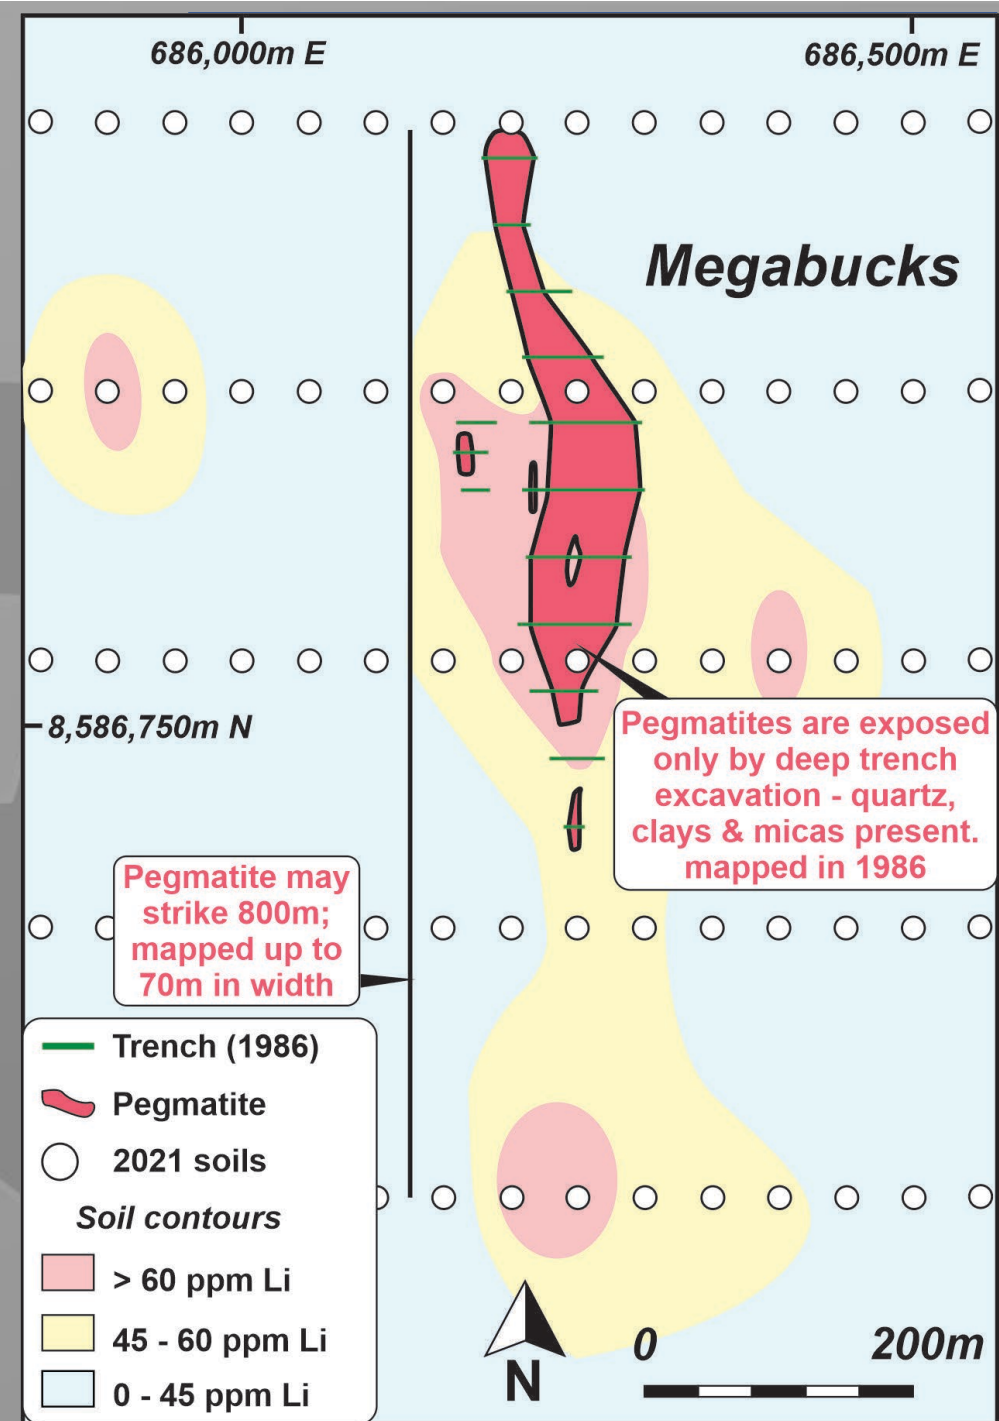 686,000m E
686,500m E
Megabucks
8,586,750m N
Pegmatites are exposed
only by deep trench
excavation - quartz,
clays & micas present.
mapped in 1986
Pegmatite may
strike 800m;
mapped up to
70m in width
Trench (1986)
Pegmatite
2021 soils
Soil contours
> 60 ppm Li
45 - 60 ppm Li
0 - 45 ppm Li
N
0
200m